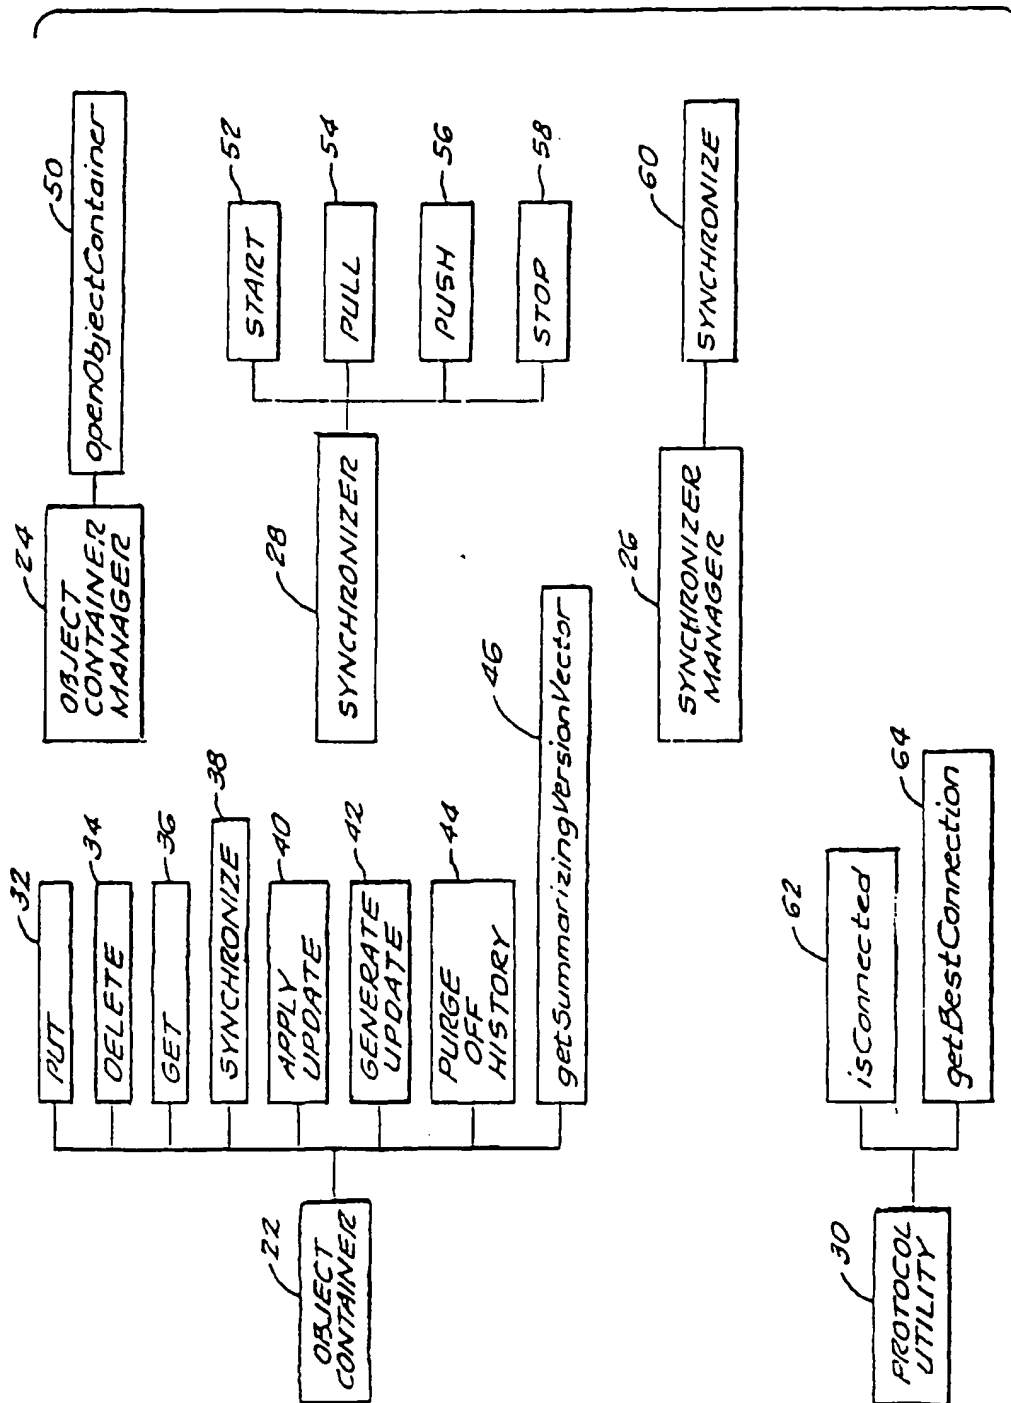 22
OBJECT
CONTAINER
32
PUT
34
DELETE
36
GET
38
SYNCHRONIZE
40
APPLY
UPDATE
42
GENERATE
UPDATE
44
PURGE
OFF
HISTORY
46
getSummarizingVersionVector
24
OBJECT
CONTAINER
MANAGER
50
openObjectContainer
28
SYNCHRONIZER
52
START
54
PULL
56
PUSH
58
STOP
26
SYNCHRONIZER
MANAGER
60
SYNCHRONIZE
30
PROTOCOL
UTILITY
62
isConnected
64
getBestConnection